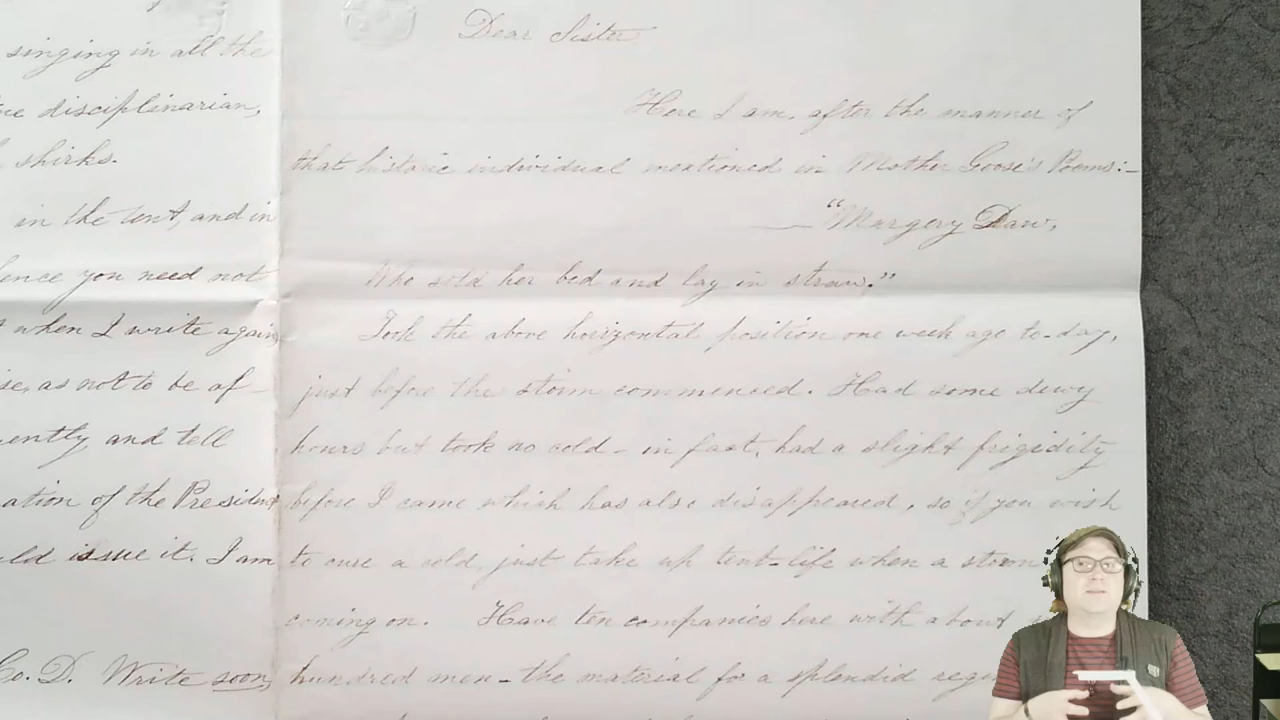 singing in all the
disciplinarian,
shirks.
in the tent, and in
you need not
when I write again
as not to be af-
and tell
ation of the President
issue it. I am
Co. D. Write soon,
Dear Sister
Here I am, after the manner of
that historic individual mentioned in Mother Goose's Poems:-
"Margery Daw,
Who sold her bed and lay in straw."
Took the above horizontal position one week ago to-day,
just before the storm commenced. Had some dewy
hours but took no cold - in fact, had a slight frigidity
before I came which has also disappeared, so if you wish
to cure a cold, just take up tent-life when a storm
coming on. Have ten companies here with about
hundred men - the material for a splendid